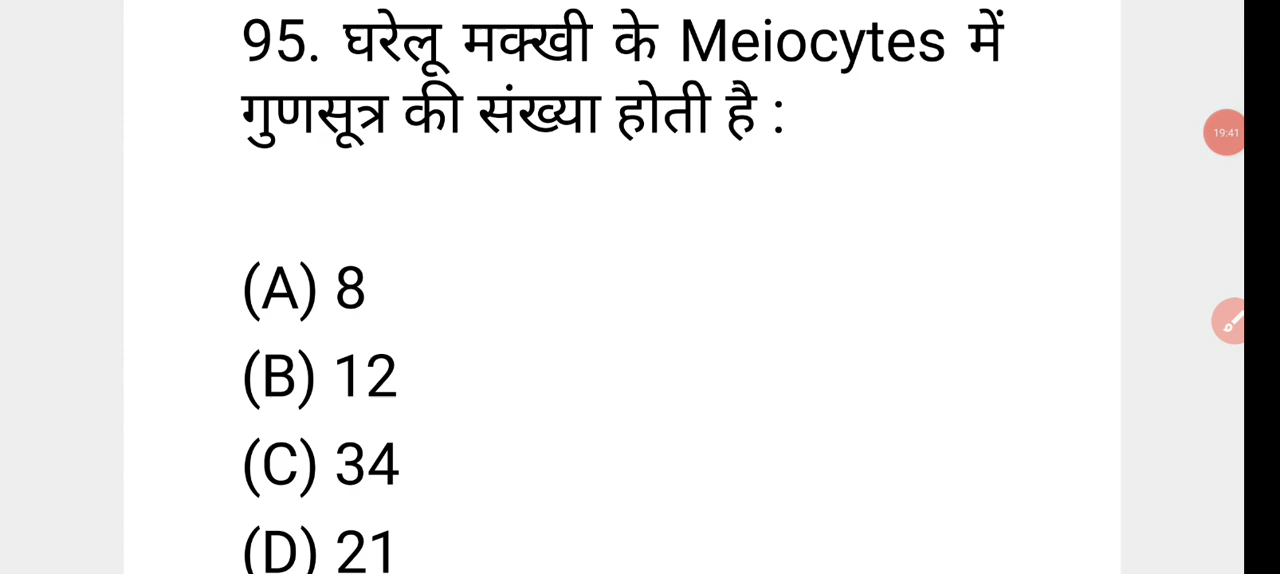 95. घरेलू मक्खी के Meiocytes में
गुणसूत्र की संख्या होती है :
19:41
(A) 8
(B) 12
(C) 34
(D) 21